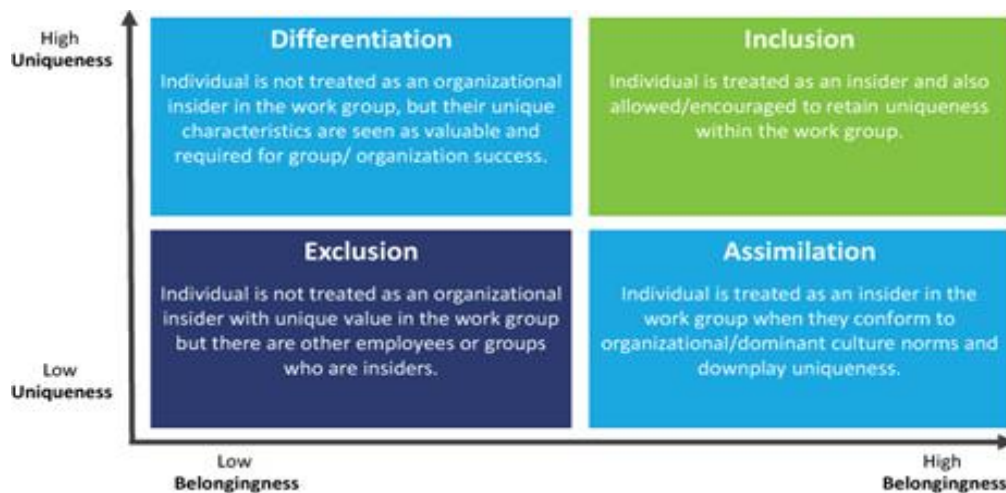 High
Uniqueness
Differentiation
Individual is not treated as an organizational
insider in the work group, but their unique
characteristics are seen as valuable and
required for group/ organization success.
Inclusion
Individual is treated as an insider and also
allowed/encouraged to retain uniqueness
within the work group.
Exclusion
Individual is not treated as an organizational
insider with unique value in the work group
but there are other employees or groups
who are insiders.
Assimilation
Individual is treated as an insider in the
work group when they conform to
organizational/dominant culture norms and
downplay uniqueness.
Low
Uniqueness
Low
Belongingness
High
Belongingness